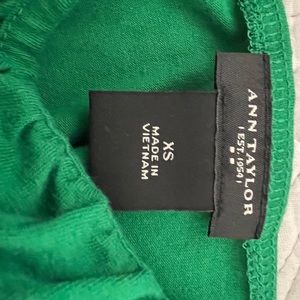 ANN TAYLOR
| EST. 1954 |
XS
MADE IN
VIETNAM